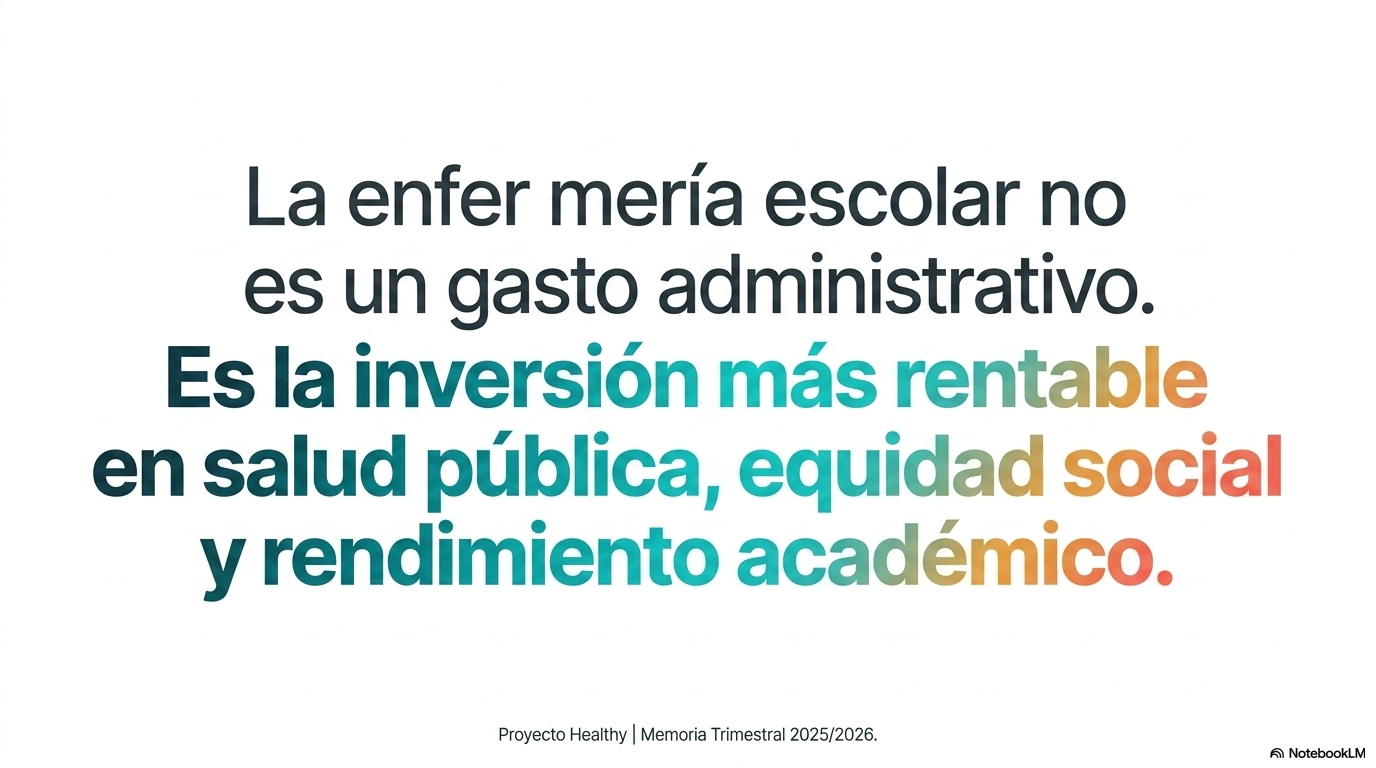 La enfer mería escolar no
es un gasto administrativo.
Es la inversión más rentable
en salud pública, equidad social
y rendimiento académico.
Proyecto Healthy | Memoria Trimestral 2025/2026.
NotebookLM